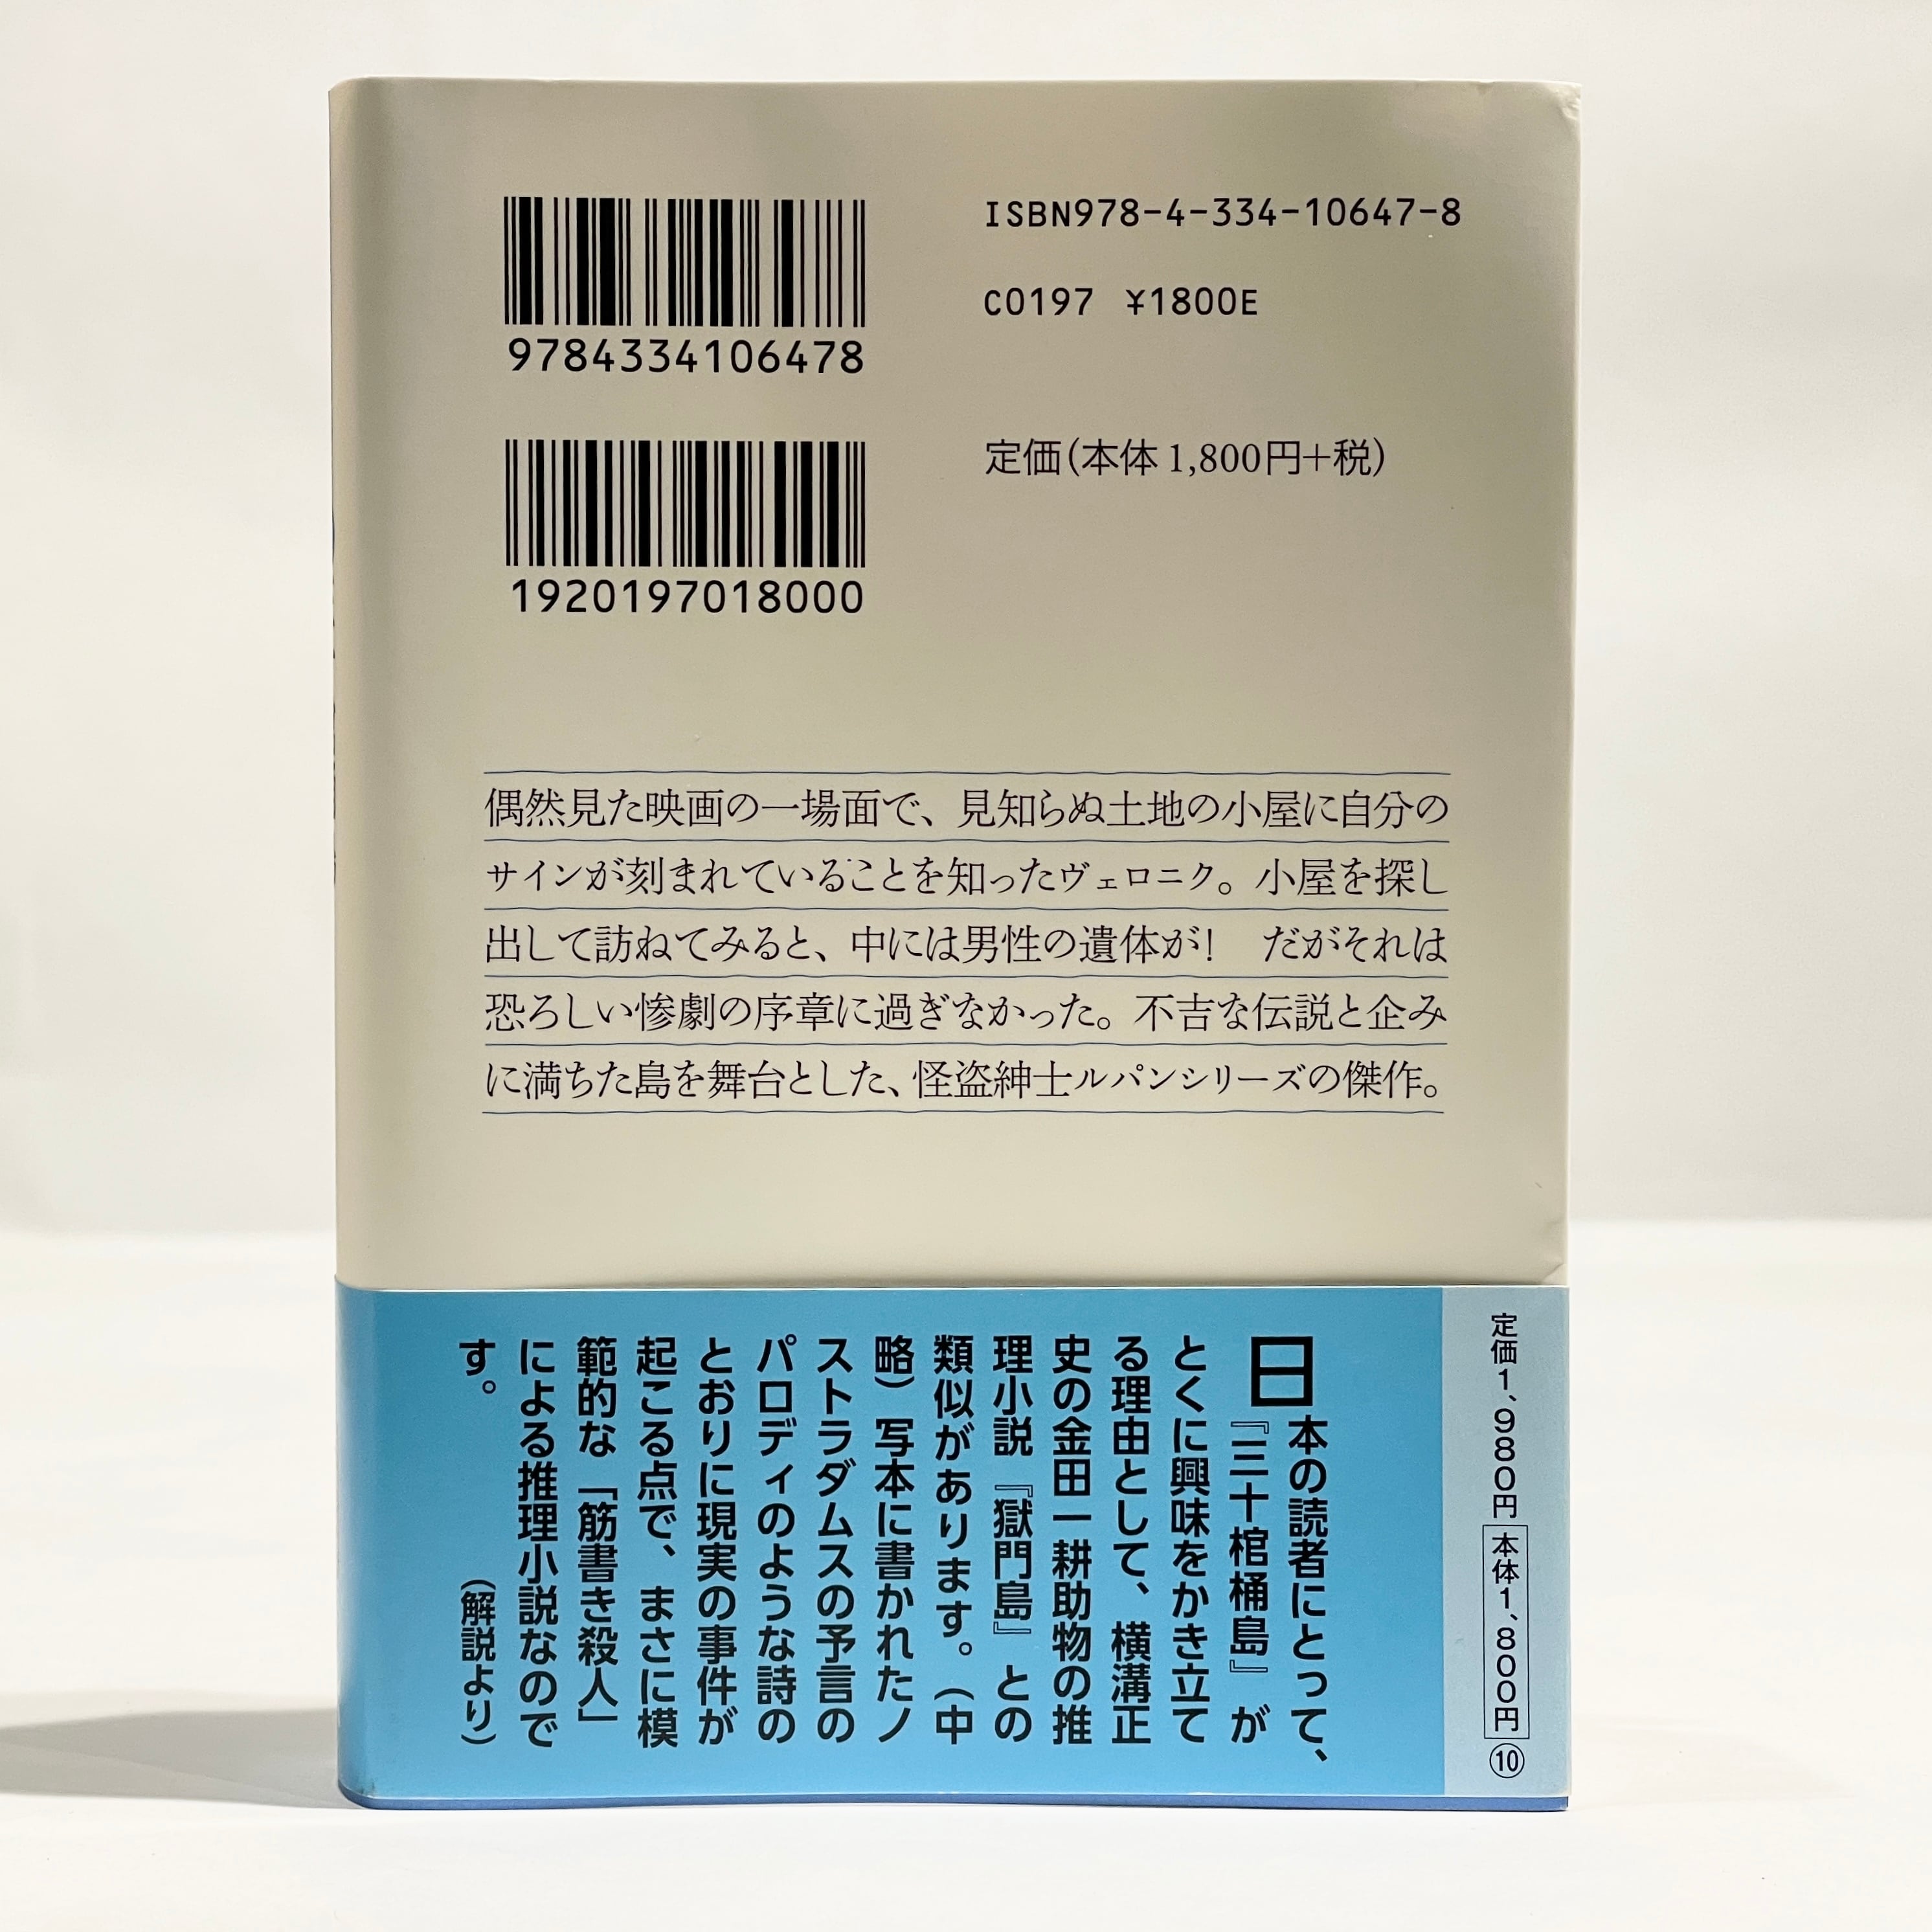 9784334106478
1920197018000
ISBN978-4-334-10647-8
C0197 ¥1800E
定価(本体1,800円+税)
偶然見た映画の一場面で、見知らぬ土地の小屋に自分の
サインが刻まれていることを知ったヴェロニク。小屋を探し
出して訪ねてみると、中には男性の遺体が！　だがそれは
恐ろしい惨劇の序章に過ぎなかった。不吉な伝説と企み
に満ちた島を舞台とした、怪盗紳士ルパンシリーズの傑作。
日本の読者にとって、
『三十棺桶島』が
とくに興味をかき立て
る理由として、横溝正
史の金田一耕助物の推
理小説『獄門島』との
類似があります。（中
略）写本に書かれたノ
ストラダムスの予言の
パロディのような詩の
とおりに現実の事件が
起こる点で、まさに模
範的な「筋書き殺人」
による推理小説なので
す。　（解説より）
定価1、980円 本体1、800円 ⑩